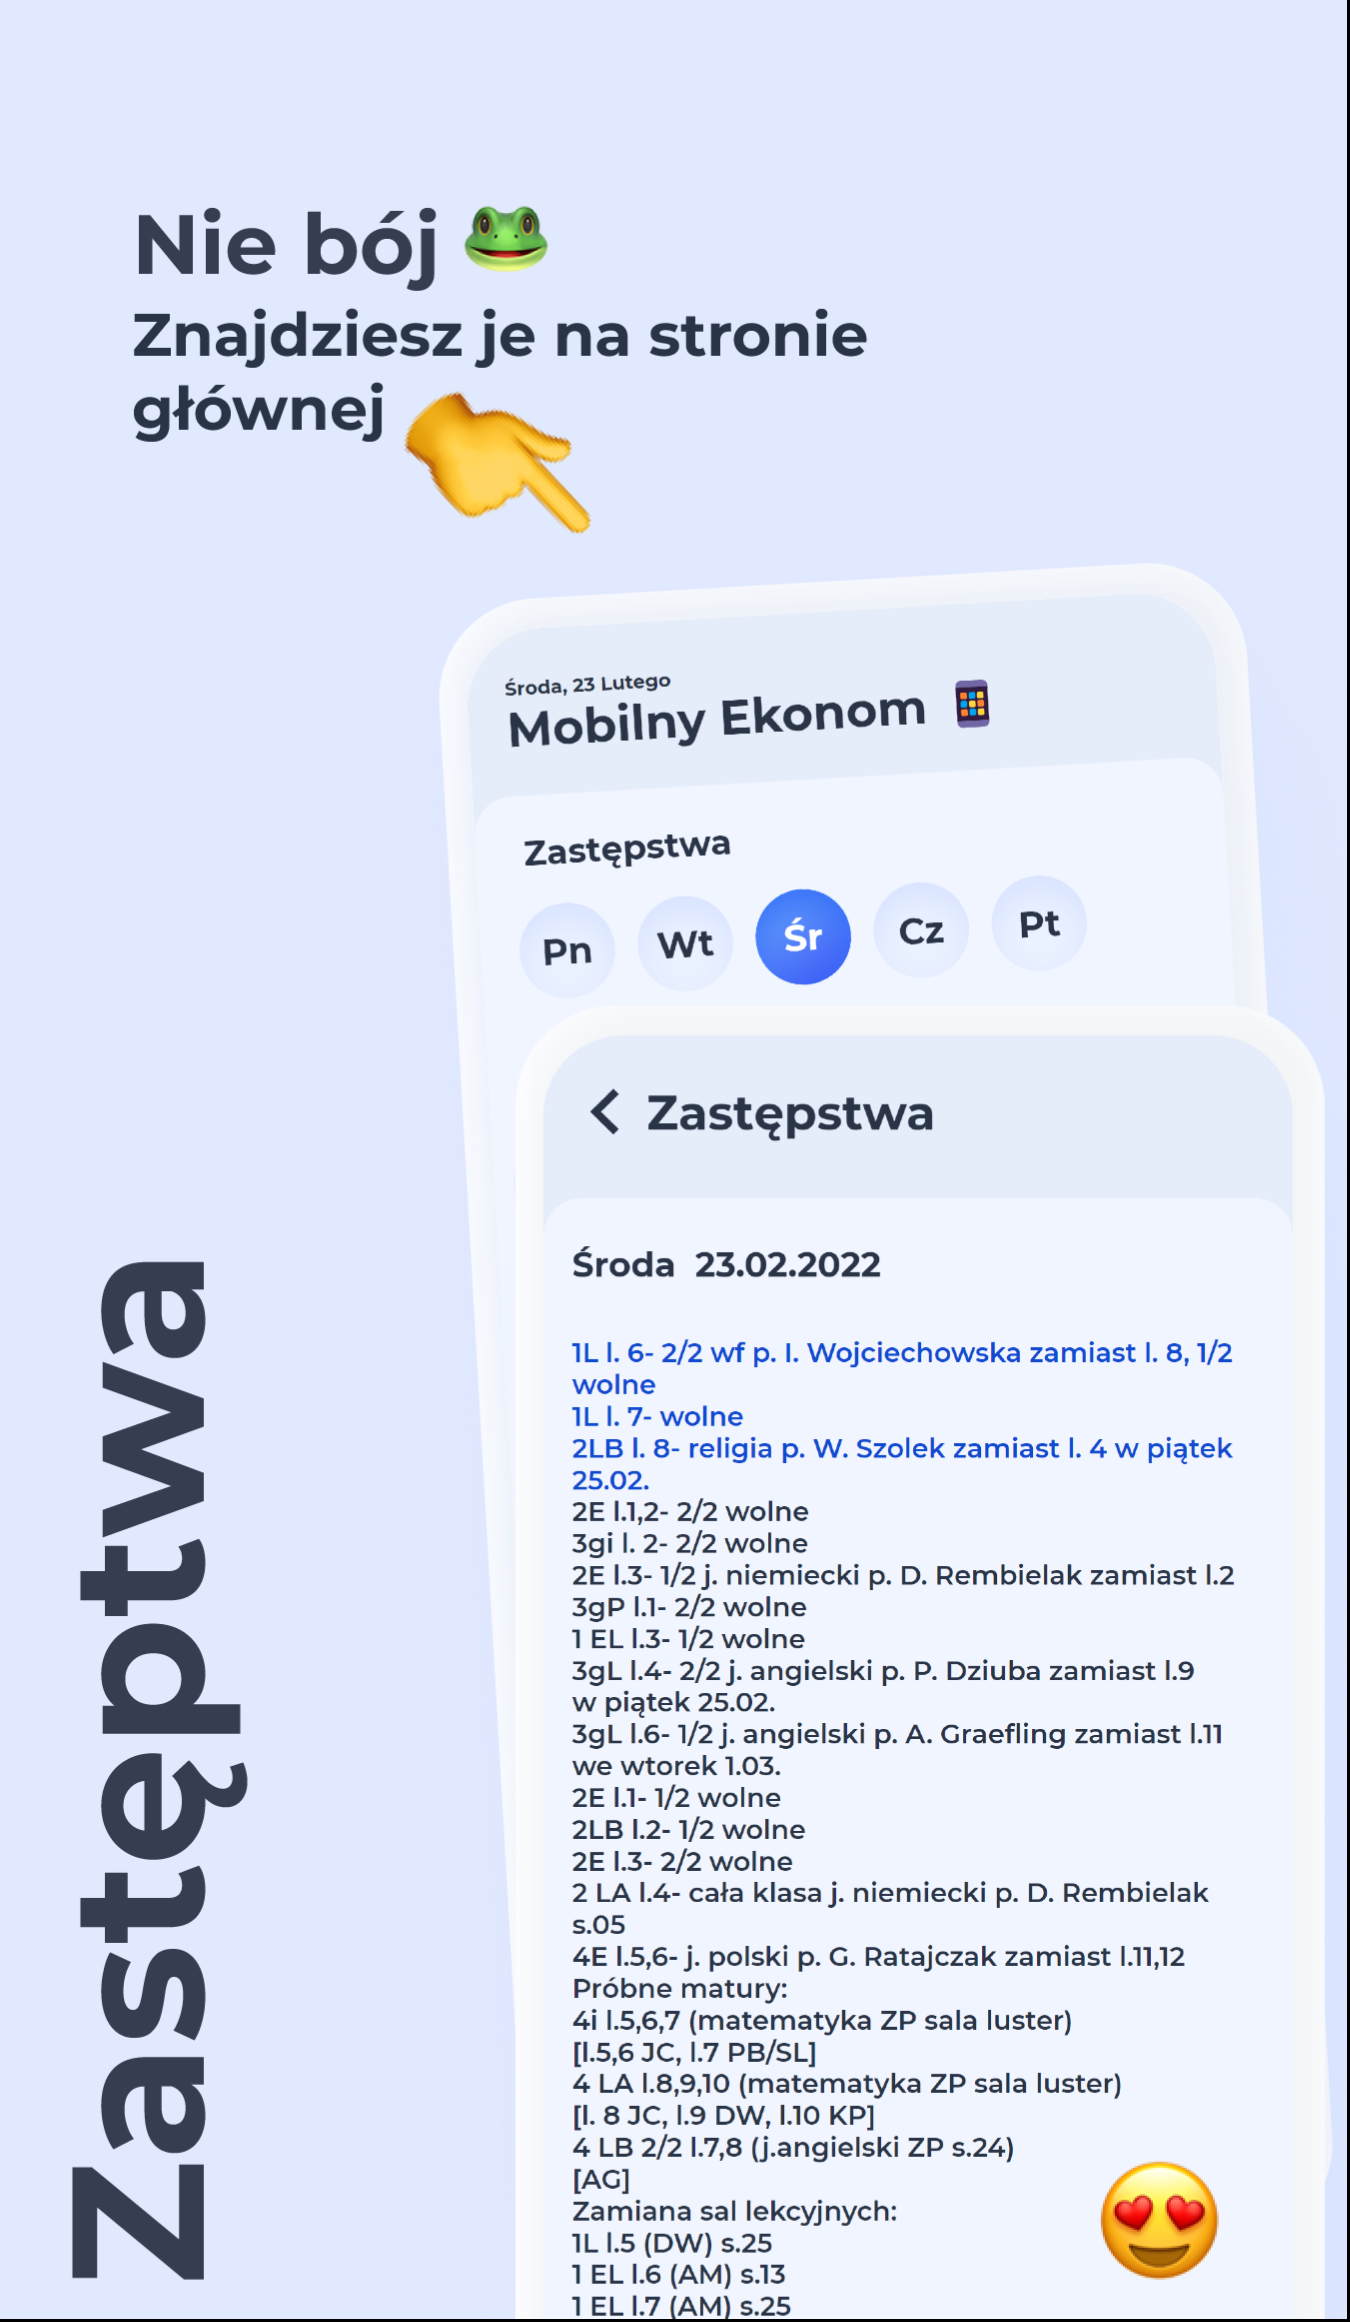 Nie bój 🐸
Znajdziesz je na stronie
głównej
Środa, 23 Lutego
Mobilny Ekonom
Zastępstwa
Pn Wt Śr Cz Pt
Zastępstwa
Środa 23.02.2022
1L l. 6- 2/2 wf p. I. Wojciechowska zamiast l. 8, 1/2
wolne
1L l. 7- wolne
2LB l. 8- religia p. W. Szolek zamiast l. 4 w piątek
25.02.
2E l.1,2- 2/2 wolne
3gi l. 2- 2/2 wolne
2E l.3- 1/2 j. niemiecki p. D. Rembielak zamiast l.2
3gP l.1- 2/2 wolne
1 EL l.3- 1/2 wolne
3gL l.4- 2/2 j. angielski p. P. Dziuba zamiast l.9
w piątek 25.02.
3gL l.6- 1/2 j. angielski p. A. Graefling zamiast l.11
we wtorek 1.03.
2E l.1- 1/2 wolne
2LB l.2- 1/2 wolne
2E l.3- 2/2 wolne
2 LA l.4- cała klasa j. niemiecki p. D. Rembielak
s.05
4E l.5,6- j. polski p. G. Ratajczak zamiast l.11,12
Próbne matury:
4i l.5,6,7 (matematyka ZP sala luster)
[l.5,6 JC, l.7 PB/SL]
4 LA l.8,9,10 (matematyka ZP sala luster)
[l. 8 JC, l.9 DW, l.10 KP]
4 LB 2/2 l.7,8 (j.angielski ZP s.24)
[AG]
Zamiana sal lekcyjnych:
1L l.5 (DW) s.25
1 EL l.6 (AM) s.13
1 EL l.7 (AM) s.25
Zastęptwa